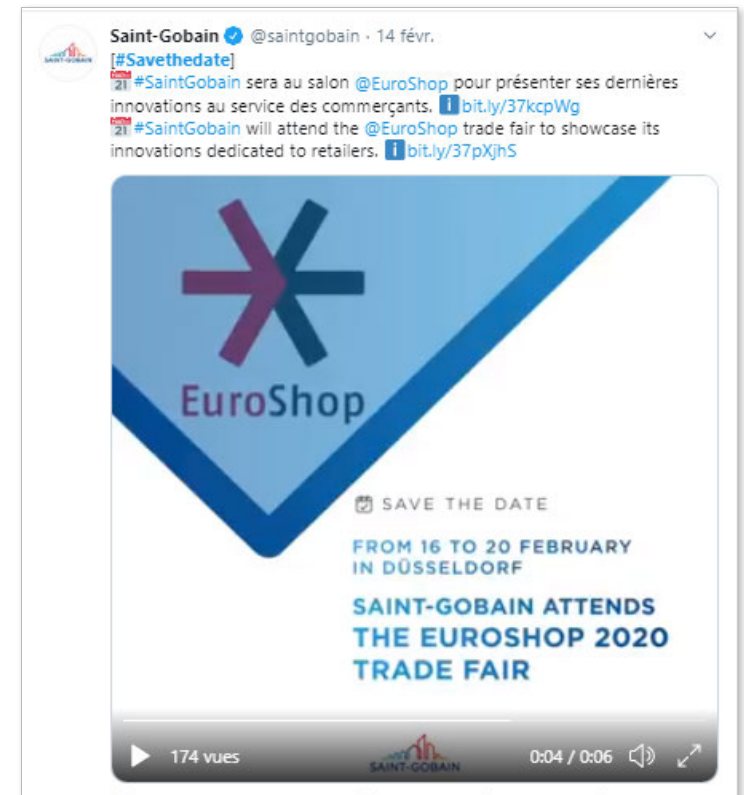 Saint-Gobain @saintgobain · 14 févr.
SAINT-GOBAIN
[#Savethedate]
#SaintGobain sera au salon @EuroShop pour présenter ses dernières
innovations au service des commerçants. bit.ly/37kcpWg
#SaintGobain will attend the @EuroShop trade fair to showcase its
innovations dedicated to retailers. bit.ly/37pXjhS
EuroShop
SAVE THE DATE
FROM 16 TO 20 FEBRUARY
IN DÜSSELDORF
SAINT-GOBAIN ATTENDS
THE EUROSHOP 2020
TRADE FAIR
174 vues
SAINT-GOBAIN
0:04 / 0:06